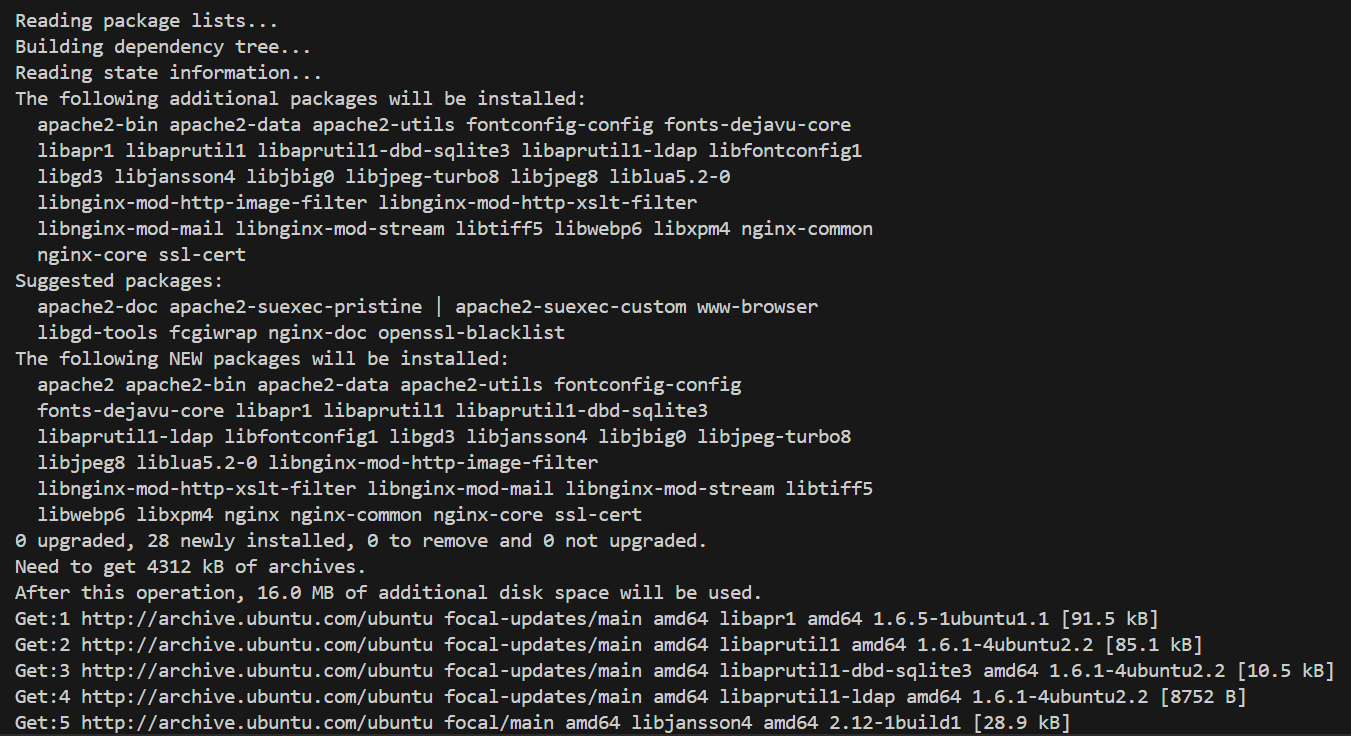 Reading package lists...
Building dependency tree...
Reading state information...
The following additional packages will be installed:
  apache2-bin apache2-data apache2-utils fontconfig-config fonts-dejavu-core
  libapr1 libaprutil1 libaprutil1-dbd-sqlite3 libaprutil1-ldap libfontconfig1
  libgd3 libjansson4 libjbig0 libjpeg-turbo8 libjpeg8 liblua5.2-0
  libnginx-mod-http-image-filter libnginx-mod-http-xslt-filter
  libnginx-mod-mail libnginx-mod-stream libtiff5 libwebp6 libxpm4 nginx-common
  nginx-core ssl-cert
Suggested packages:
  apache2-doc apache2-suexec-pristine | apache2-suexec-custom www-browser
  libgd-tools fcgiwrap nginx-doc openssl-blacklist
The following NEW packages will be installed:
  apache2 apache2-bin apache2-data apache2-utils fontconfig-config
  fonts-dejavu-core libapr1 libaprutil1 libaprutil1-dbd-sqlite3
  libaprutil1-ldap libfontconfig1 libgd3 libjansson4 libjbig0 libjpeg-turbo8
  libjpeg8 liblua5.2-0 libnginx-mod-http-image-filter
  libnginx-mod-http-xslt-filter libnginx-mod-mail libnginx-mod-stream libtiff5
  libwebp6 libxpm4 nginx nginx-common nginx-core ssl-cert
0 upgraded, 28 newly installed, 0 to remove and 0 not upgraded.
Need to get 4312 kB of archives.
After this operation, 16.0 MB of additional disk space will be used.
Get:1 http://archive.ubuntu.com/ubuntu focal-updates/main amd64 libapr1 amd64 1.6.5-1ubuntu1.1 [91.5 kB]
Get:2 http://archive.ubuntu.com/ubuntu focal-updates/main amd64 libaprutil1 amd64 1.6.1-4ubuntu2.2 [85.1 kB]
Get:3 http://archive.ubuntu.com/ubuntu focal-updates/main amd64 libaprutil1-dbd-sqlite3 amd64 1.6.1-4ubuntu2.2 [10.5 kB]
Get:4 http://archive.ubuntu.com/ubuntu focal-updates/main amd64 libaprutil1-ldap amd64 1.6.1-4ubuntu2.2 [8752 B]
Get:5 http://archive.ubuntu.com/ubuntu focal/main amd64 libjansson4 amd64 2.12-1build1 [28.9 kB]